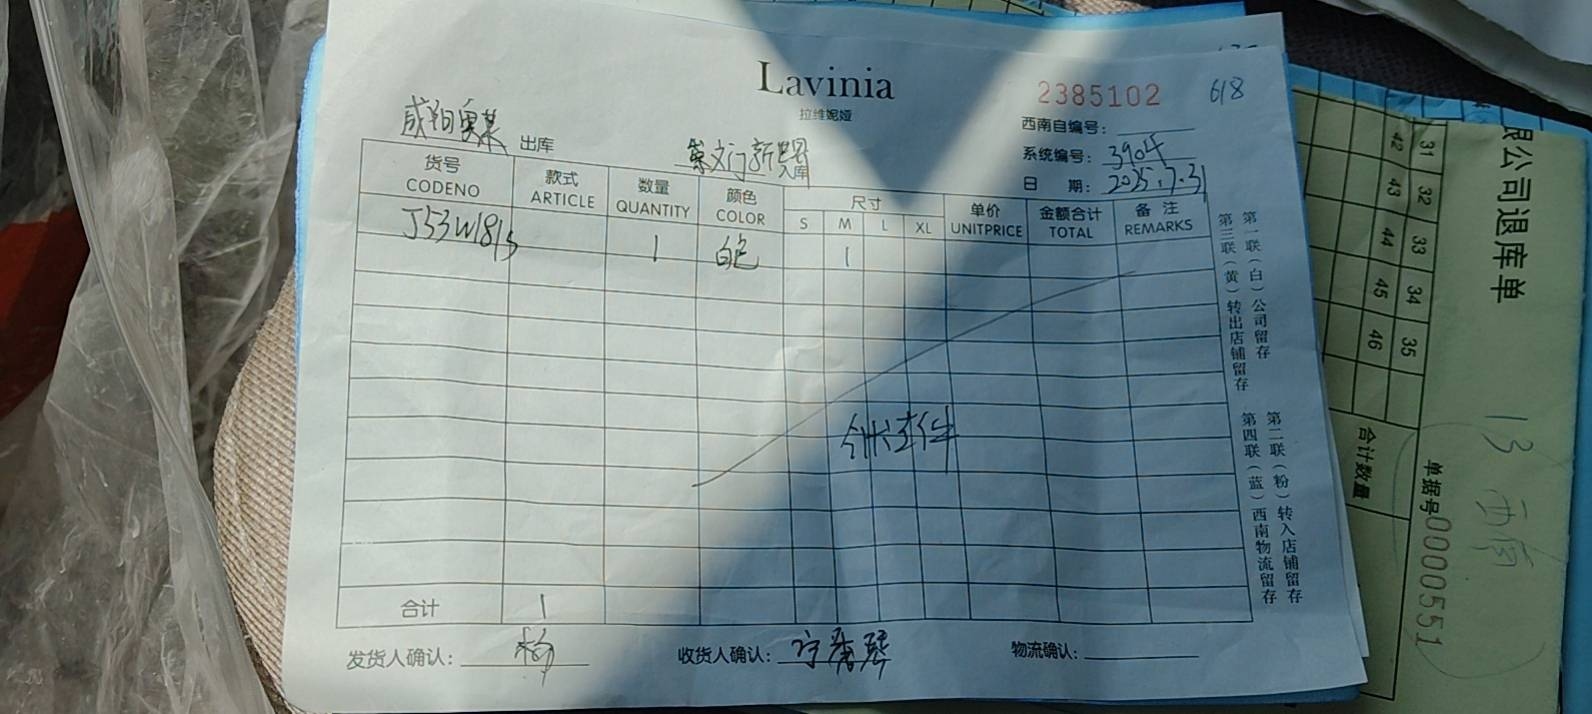 Lavinia
拉维妮娅
2385102
618
西南自编号:
出库
系统编号: 3904
入库
日 期: 2025.7.31
货号 款式 数量 颜色 尺寸 单价 金额合计 备 注
CODENO ARTICLE QUANTITY COLOR S M L XL UNITPRICE TOTAL REMARKS
J53W1815 1 白色 1
合计 1
发货人确认: 杨
收货人确认:
物流确认:
第一联(白)公司留存
第三联(黄)转出店铺留存
第二联(粉)转入店铺留存
第四联(蓝)西南物流留存
限公司退库单
31 32 33 34 35
42 43 44 45 46
合计数量
单据号0000551
13